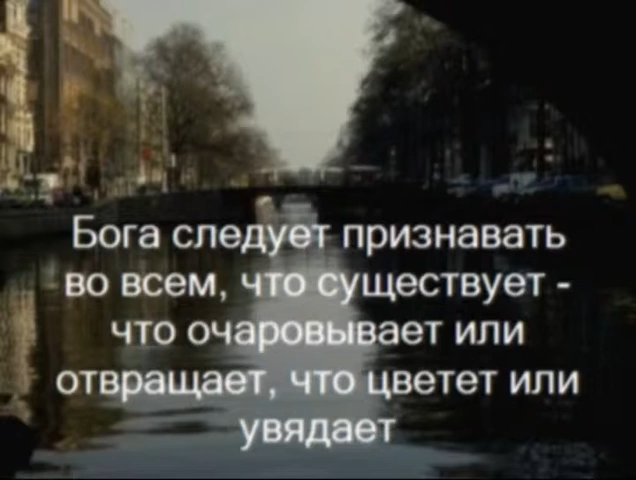 Бога следует признавать
во всем, что существует -
что очаровывает или
отвращает, что цветет или
увядает